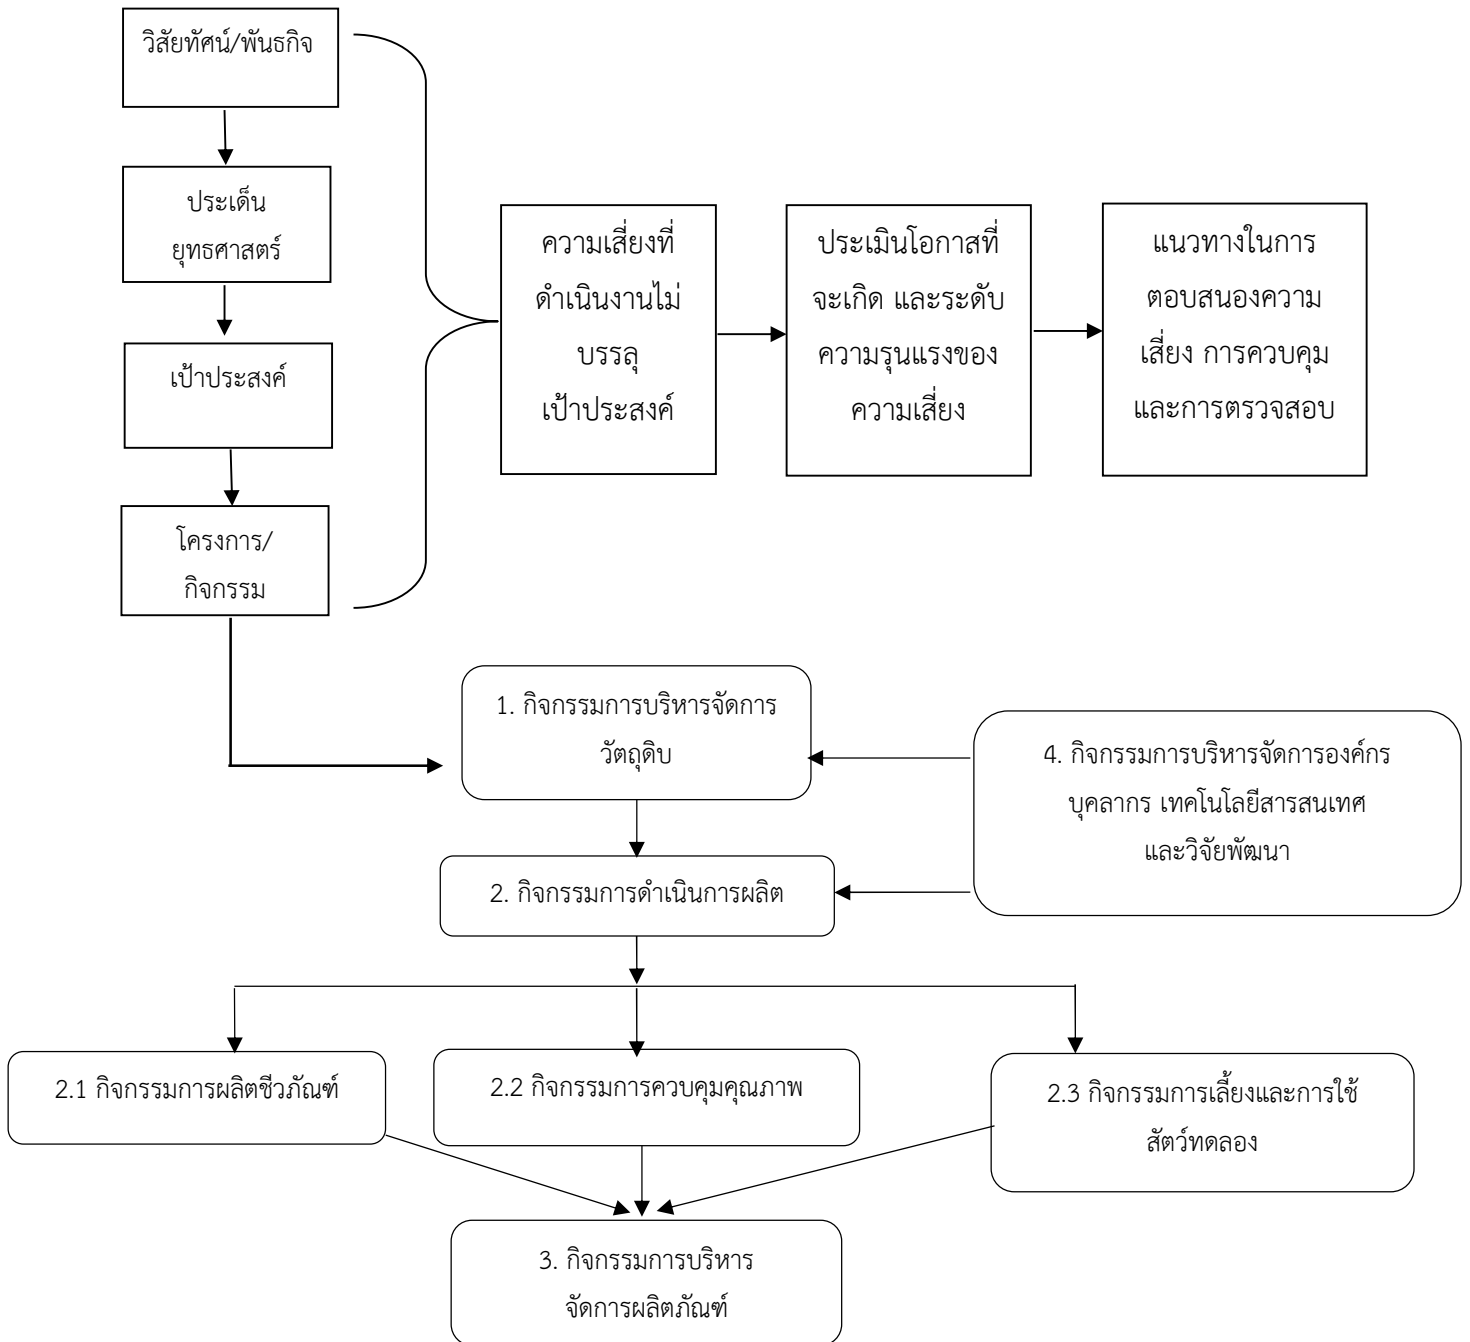 วิสัยทัศน์/พันธกิจ
ประเด็น
ยุทธศาสตร์
เป้าประสงค์
โครงการ/
กิจกรรม
ความเสี่ยงที่
ดำเนินงานไม่
บรรลุ
เป้าประสงค์
ประเมินโอกาสที่
จะเกิด และระดับ
ความรุนแรงของ
ความเสี่ยง
แนวทางในการ
ตอบสนองความ
เสี่ยง การควบคุม
และการตรวจสอบ
1. กิจกรรมการบริหารจัดการ
วัตถุดิบ
4. กิจกรรมการบริหารจัดการองค์กร
บุคลากร เทคโนโลยีสารสนเทศ
และวิจัยพัฒนา
2. กิจกรรมการดำเนินการผลิต
2.1 กิจกรรมการผลิตชีวภัณฑ์
2.2 กิจกรรมการควบคุมคุณภาพ
2.3 กิจกรรมการเลี้ยงและการใช้
สัตว์ทดลอง
3. กิจกรรมการบริหาร
จัดการผลิตภัณฑ์